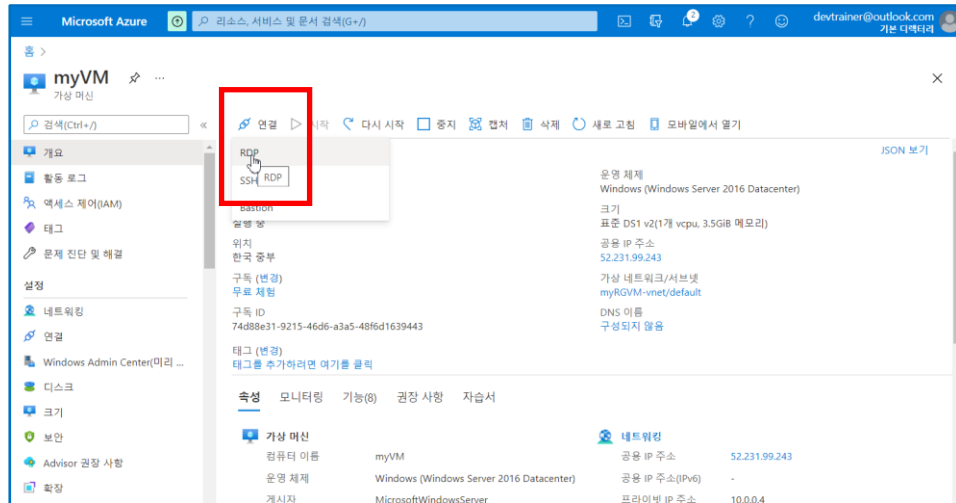 Microsoft Azure
리소스, 서비스 및 문서 검색(G+/)
2
devtrainer@outlook.com
기본 디렉터리
홈 >
myVM
가상 머신
검색(Ctrl+/)
연결 시작 다시 시작 중지 캡처 삭제 새로 고침 모바일에서 열기
개요
활동 로그
액세스 제어(IAM)
태그
문제 진단 및 해결
설정
네트워킹
연결
Windows Admin Center(미리 ...
디스크
크기
보안
Advisor 권장 사항
확장
RDP
SSH
RDP
Bastion
JSON 보기
실행 중
위치
한국 중부
구독 (변경)
무료 체험
구독 ID
74d88e31-9215-46d6-a3a5-48f6d1639443
태그 (변경)
태그를 추가하려면 여기를 클릭
운영 체제
Windows (Windows Server 2016 Datacenter)
크기
표준 DS1 v2(1개 vcpu, 3.5GiB 메모리)
공용 IP 주소
52.231.99.243
가상 네트워크/서브넷
myRGVM-vnet/default
DNS 이름
구성되지 않음
속성 모니터링 기능(8) 권장 사항 자습서
가상 머신
컴퓨터 이름 myVM
운영 체제 Windows (Windows Server 2016 Datacenter)
게시자 MicrosoftWindowsServer
네트워킹
공용 IP 주소 52.231.99.243
공용 IP 주소(IPv6) -
프라이빗 IP 주소 10.0.0.4